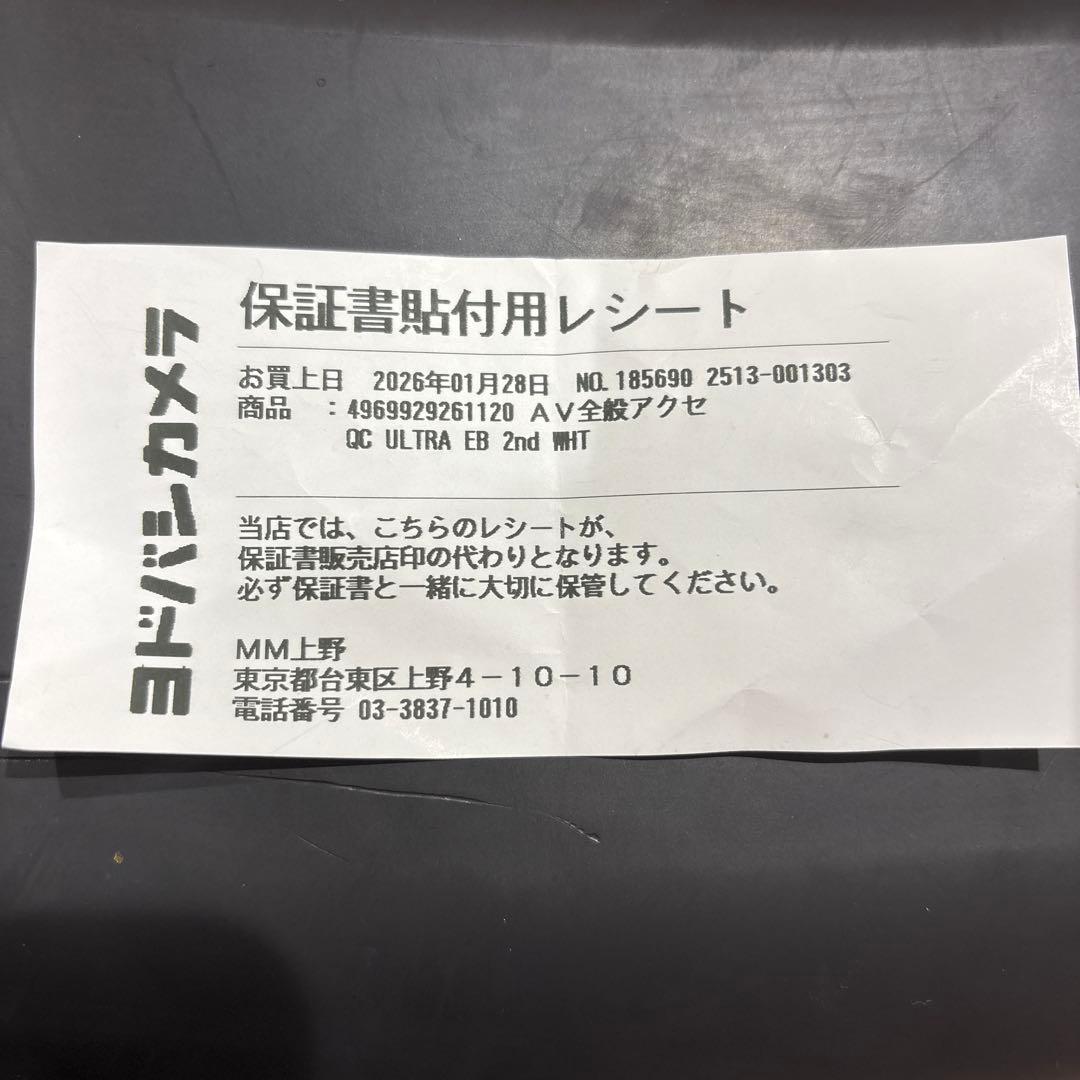 ヨドバシカメラ
保証書貼付用レシート
お買上日 2026年01月28日 NO.185690 2513-001303
商品 :4969929261120 AV全般アクセ
QC ULTRA EB 2nd WHT
当店では、こちらのレシートが、
保証書販売店印の代わりとなります。
必ず保証書と一緒に大切に保管してください。
MM上野
東京都台東区上野4-10-10
電話番号 03-3837-1010